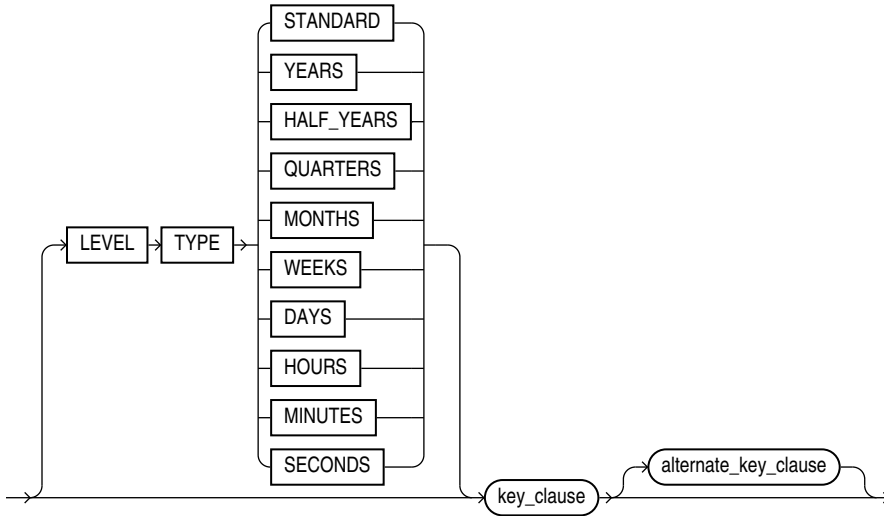 STANDARD
YEARS
HALF_YEARS
QUARTERS
MONTHS
LEVEL TYPE
WEEKS
DAYS
HOURS
MINUTES
SECONDS
alternate_key_clause
key_clause